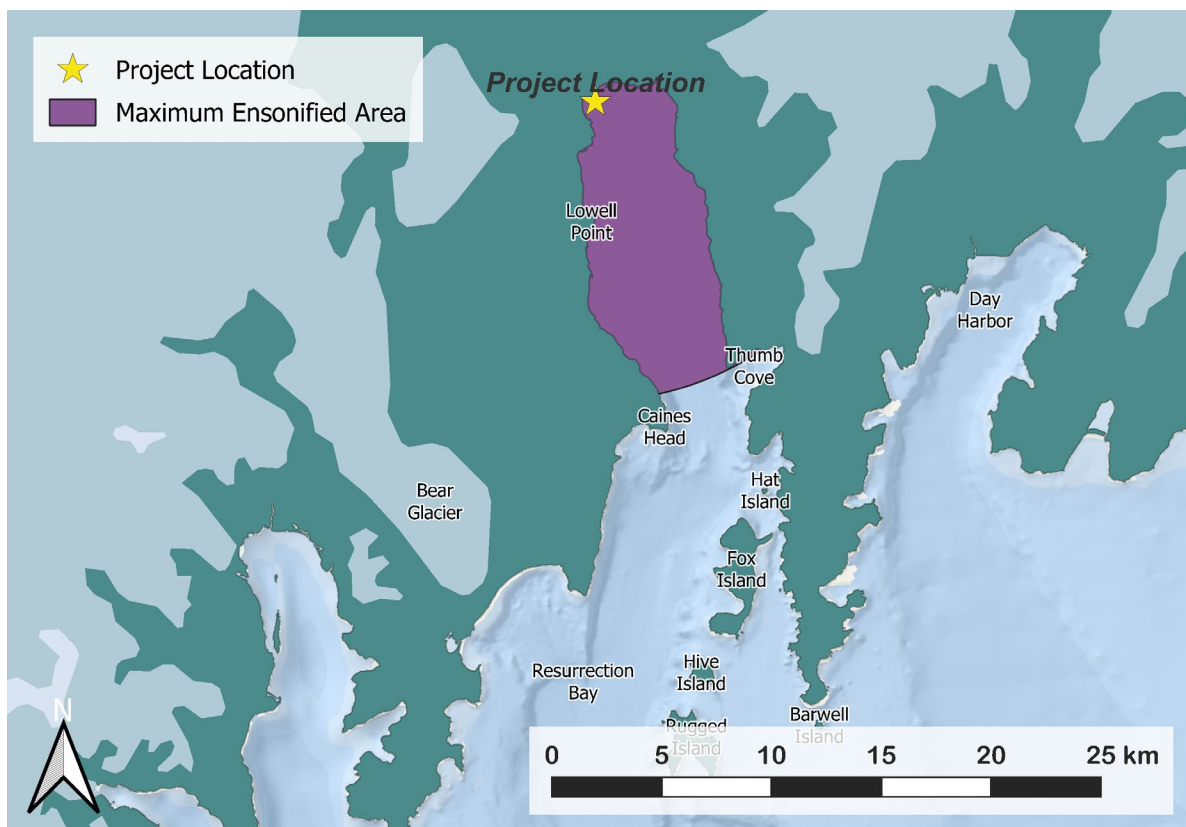 Project Location
Maximum Ensonified Area
Project Location
Lowell
Point
Day
Harbor
Thumb
Cove
Caines
Head
Bear
Glacier
Hat
Island
Fox
Island
Hive
Island
Resurrection
Bay
Barwell
Island
Rugged
Island
N
0 5 10 15 20 25 km